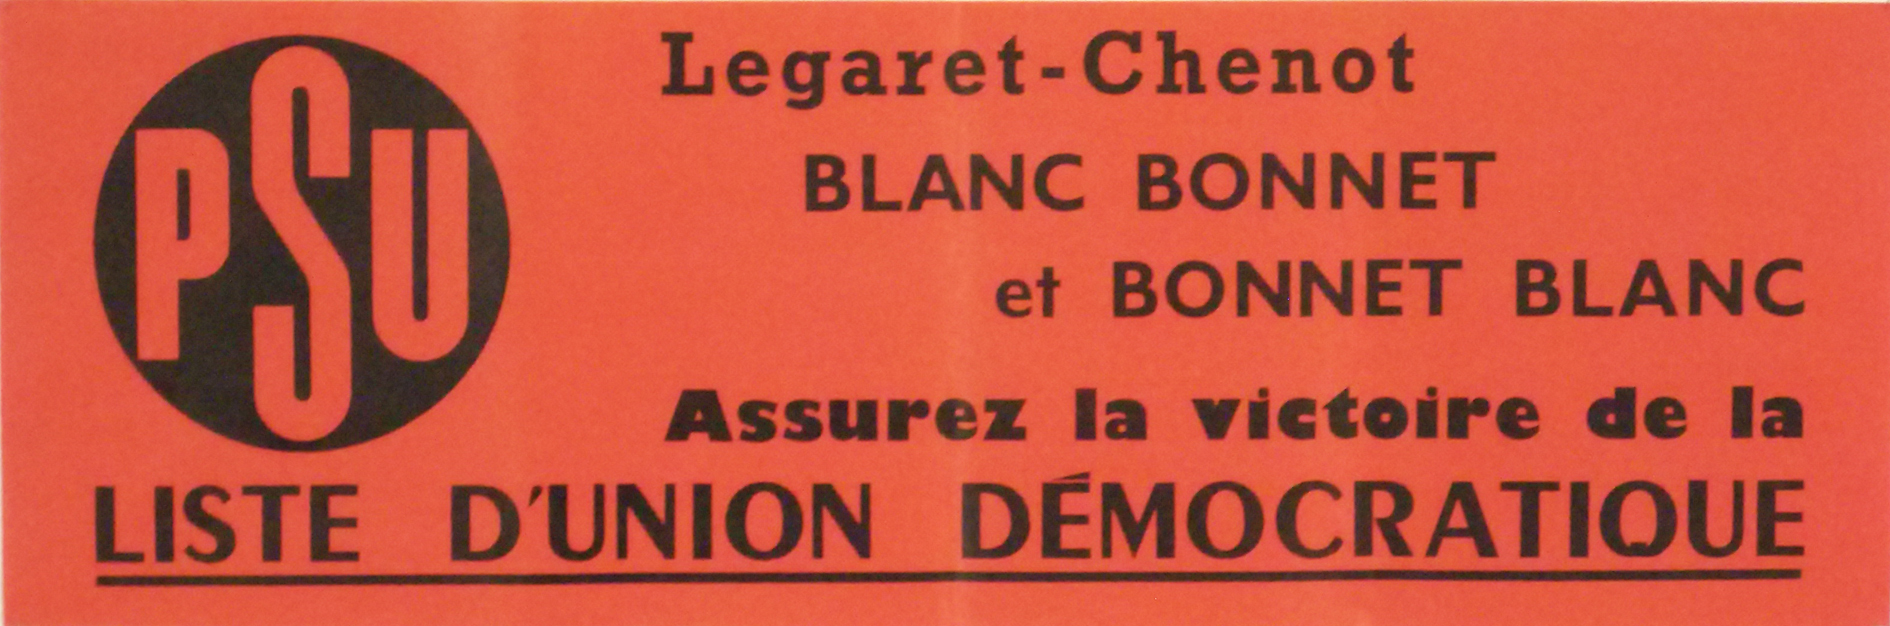 PSU
Legaret-Chenot
BLANC BONNET
et BONNET BLANC
Assurez la victoire de la
LISTE D'UNION DÉMOCRATIQUE